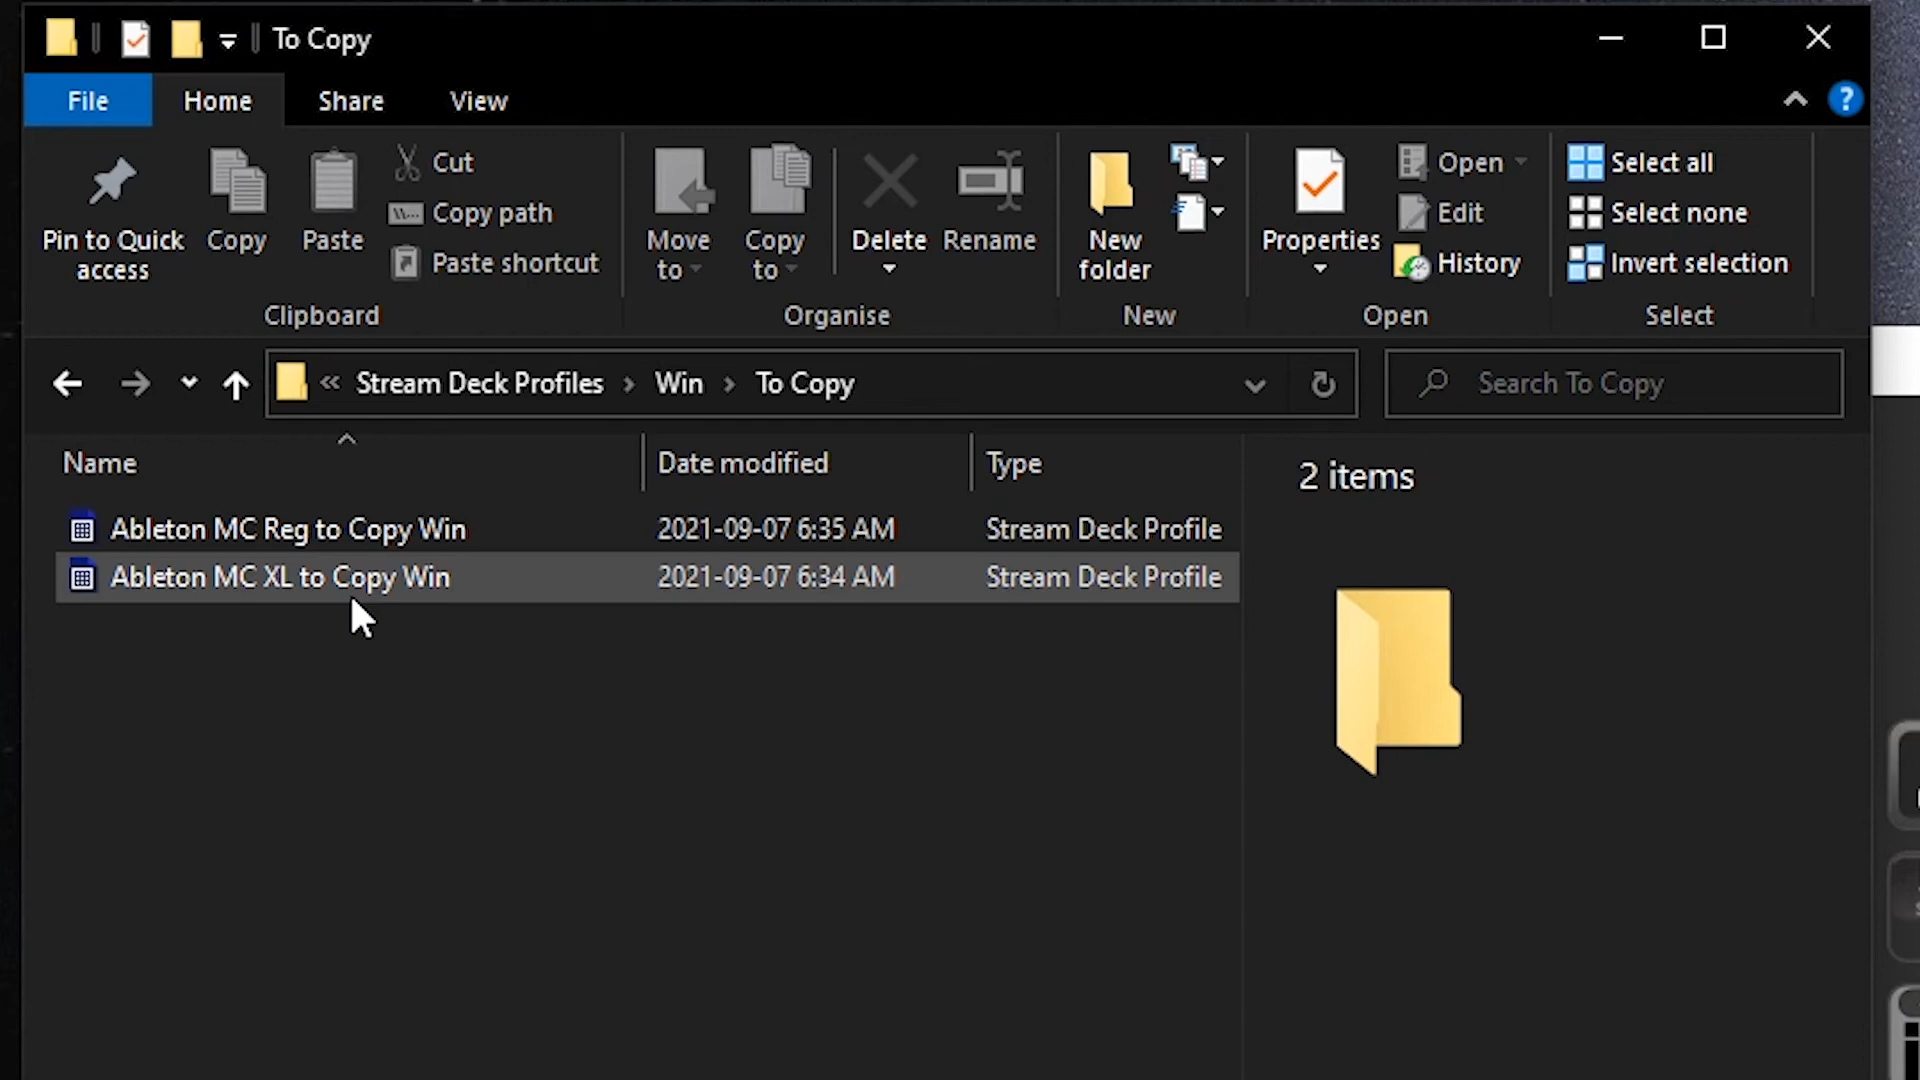 To Copy
File Home Share View
?
Pin to Quick access
Copy
Paste
Cut
Copy path
Paste shortcut
Move to
Copy to
Delete
Rename
New folder
Properties
Open
Edit
History
Select all
Select none
Invert selection
Clipboard Organise New Open Select
« Stream Deck Profiles › Win › To Copy
Search To Copy
Name Date modified Type
2 items
Ableton MC Reg to Copy Win 2021-09-07 6:35 AM Stream Deck Profile
Ableton MC XL to Copy Win 2021-09-07 6:34 AM Stream Deck Profile